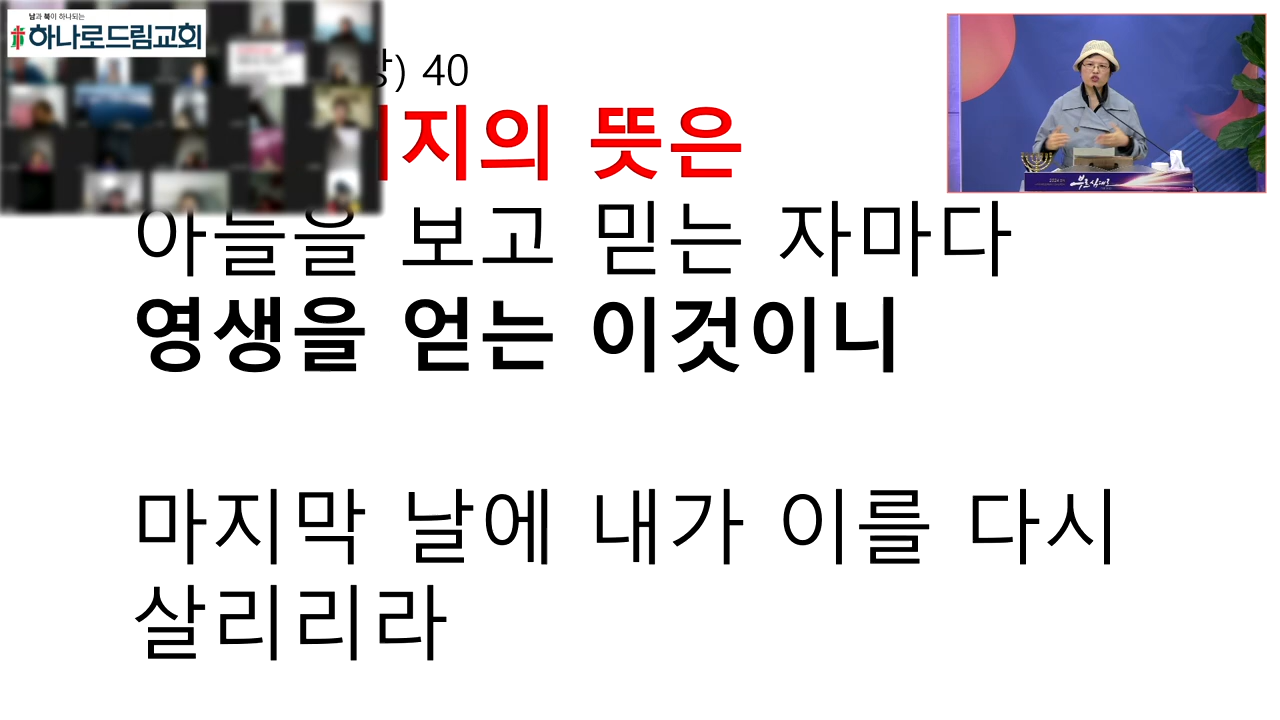 남과 북이 하나되는
하나로드림교회
40
지의 뜻은
아들을 보고 믿는 자마다
영생을 얻는 이것이니
마지막 날에 내가 이를 다시
살리리라